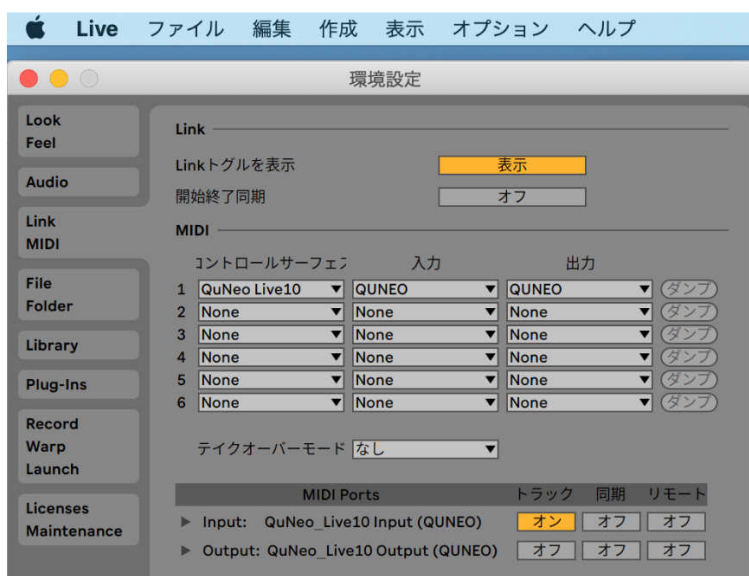 Live ファイル 編集 作成 表示 オプション ヘルプ
環境設定
Look
Feel
Audio
Link
MIDI
File
Folder
Library
Plug-Ins
Record
Warp
Launch
Licenses
Maintenance
Link
Linkトグルを表示 表示
開始終了同期 オフ
MIDI
コントロールサーフェス 入力 出力
1 QuNeo Live10 QUNEO QUNEO ダンプ
2 None None None ダンプ
3 None None None ダンプ
4 None None None ダンプ
5 None None None ダンプ
6 None None None ダンプ
テイクオーバーモード なし
MIDI Ports トラック 同期 リモート
Input: QuNeo_Live10 Input (QUNEO) オン オフ オフ
Output: QuNeo_Live10 Output (QUNEO) オフ オフ オフ